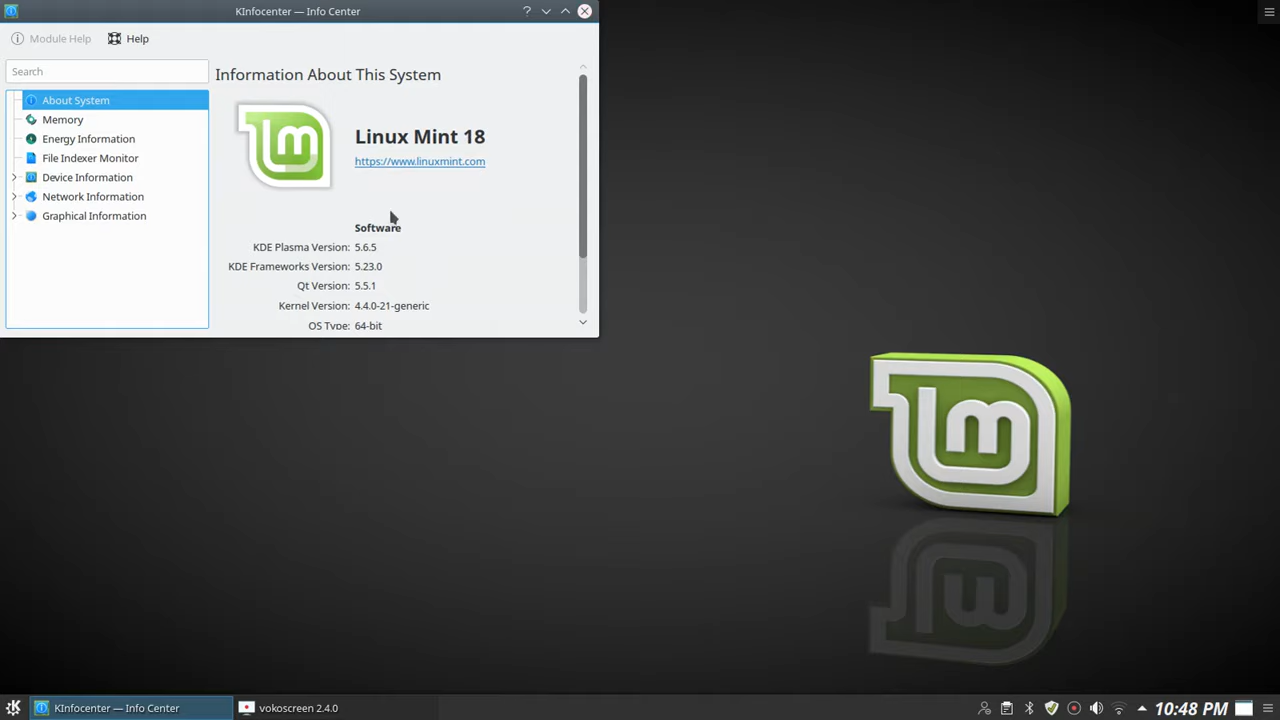 KInfocenter — Info Center
Module Help
Help
Search
Information About This System
About System
Memory
Energy Information
File Indexer Monitor
Device Information
Network Information
Graphical Information
Linux Mint 18
https://www.linuxmint.com
Software
KDE Plasma Version: 5.6.5
KDE Frameworks Version: 5.23.0
Qt Version: 5.5.1
Kernel Version: 4.4.0-21-generic
OS Type: 64-bit
KInfocenter — Info Center
vokoscreen 2.4.0
10:48 PM